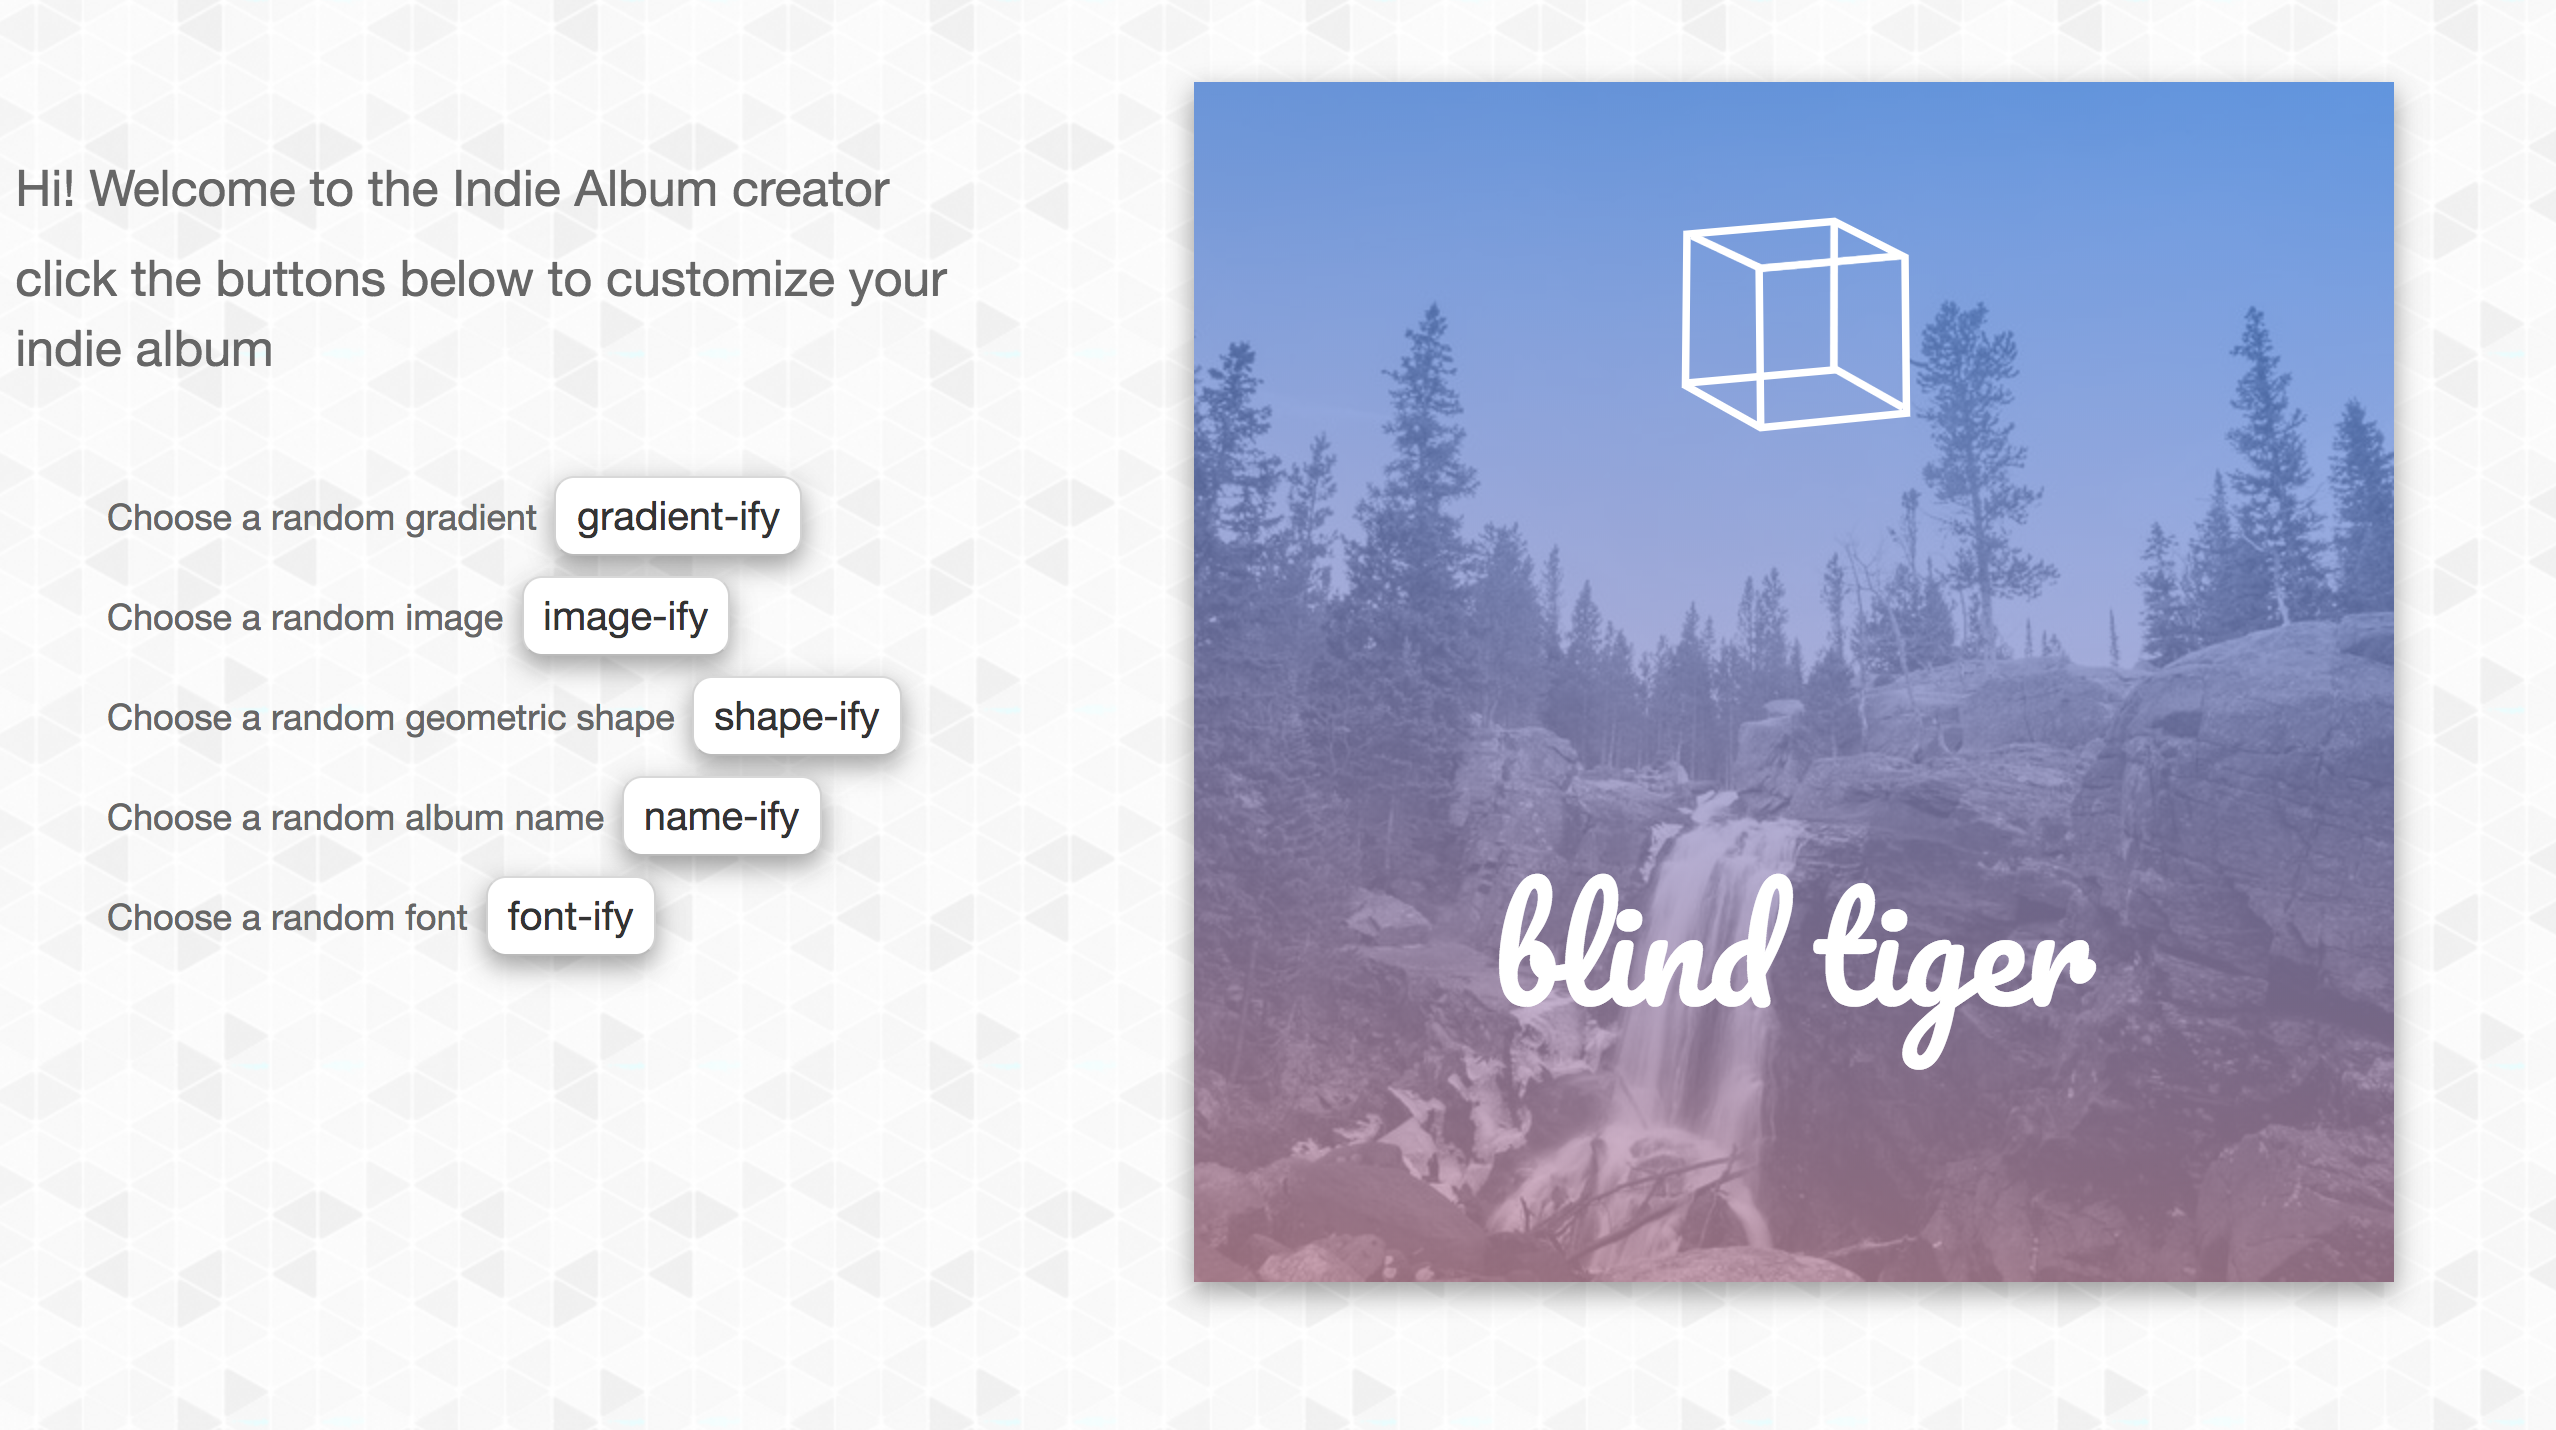 Hi! Welcome to the Indie Album creator
click the buttons below to customize your
indie album
Choose a random gradient gradient-ify
Choose a random image image-ify
Choose a random geometric shape shape-ify
Choose a random album name name-ify
Choose a random font font-ify
blind tiger